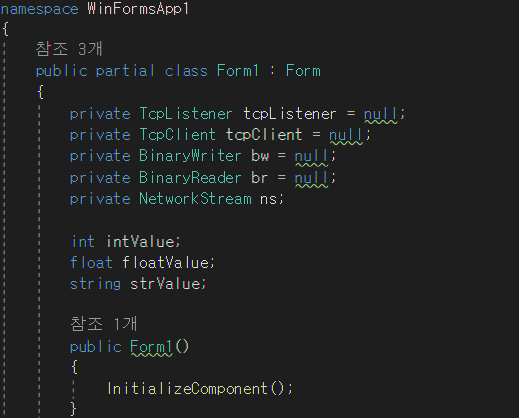 namespace WinFormsApp1
{
참조 3개
public partial class Form1 : Form
{
private TcpListener tcpListener = null;
private TcpClient tcpClient = null;
private BinaryWriter bw = null;
private BinaryReader br = null;
private NetworkStream ns;
int intValue;
float floatValue;
string strValue;
참조 1개
public Form1()
{
InitializeComponent();
}